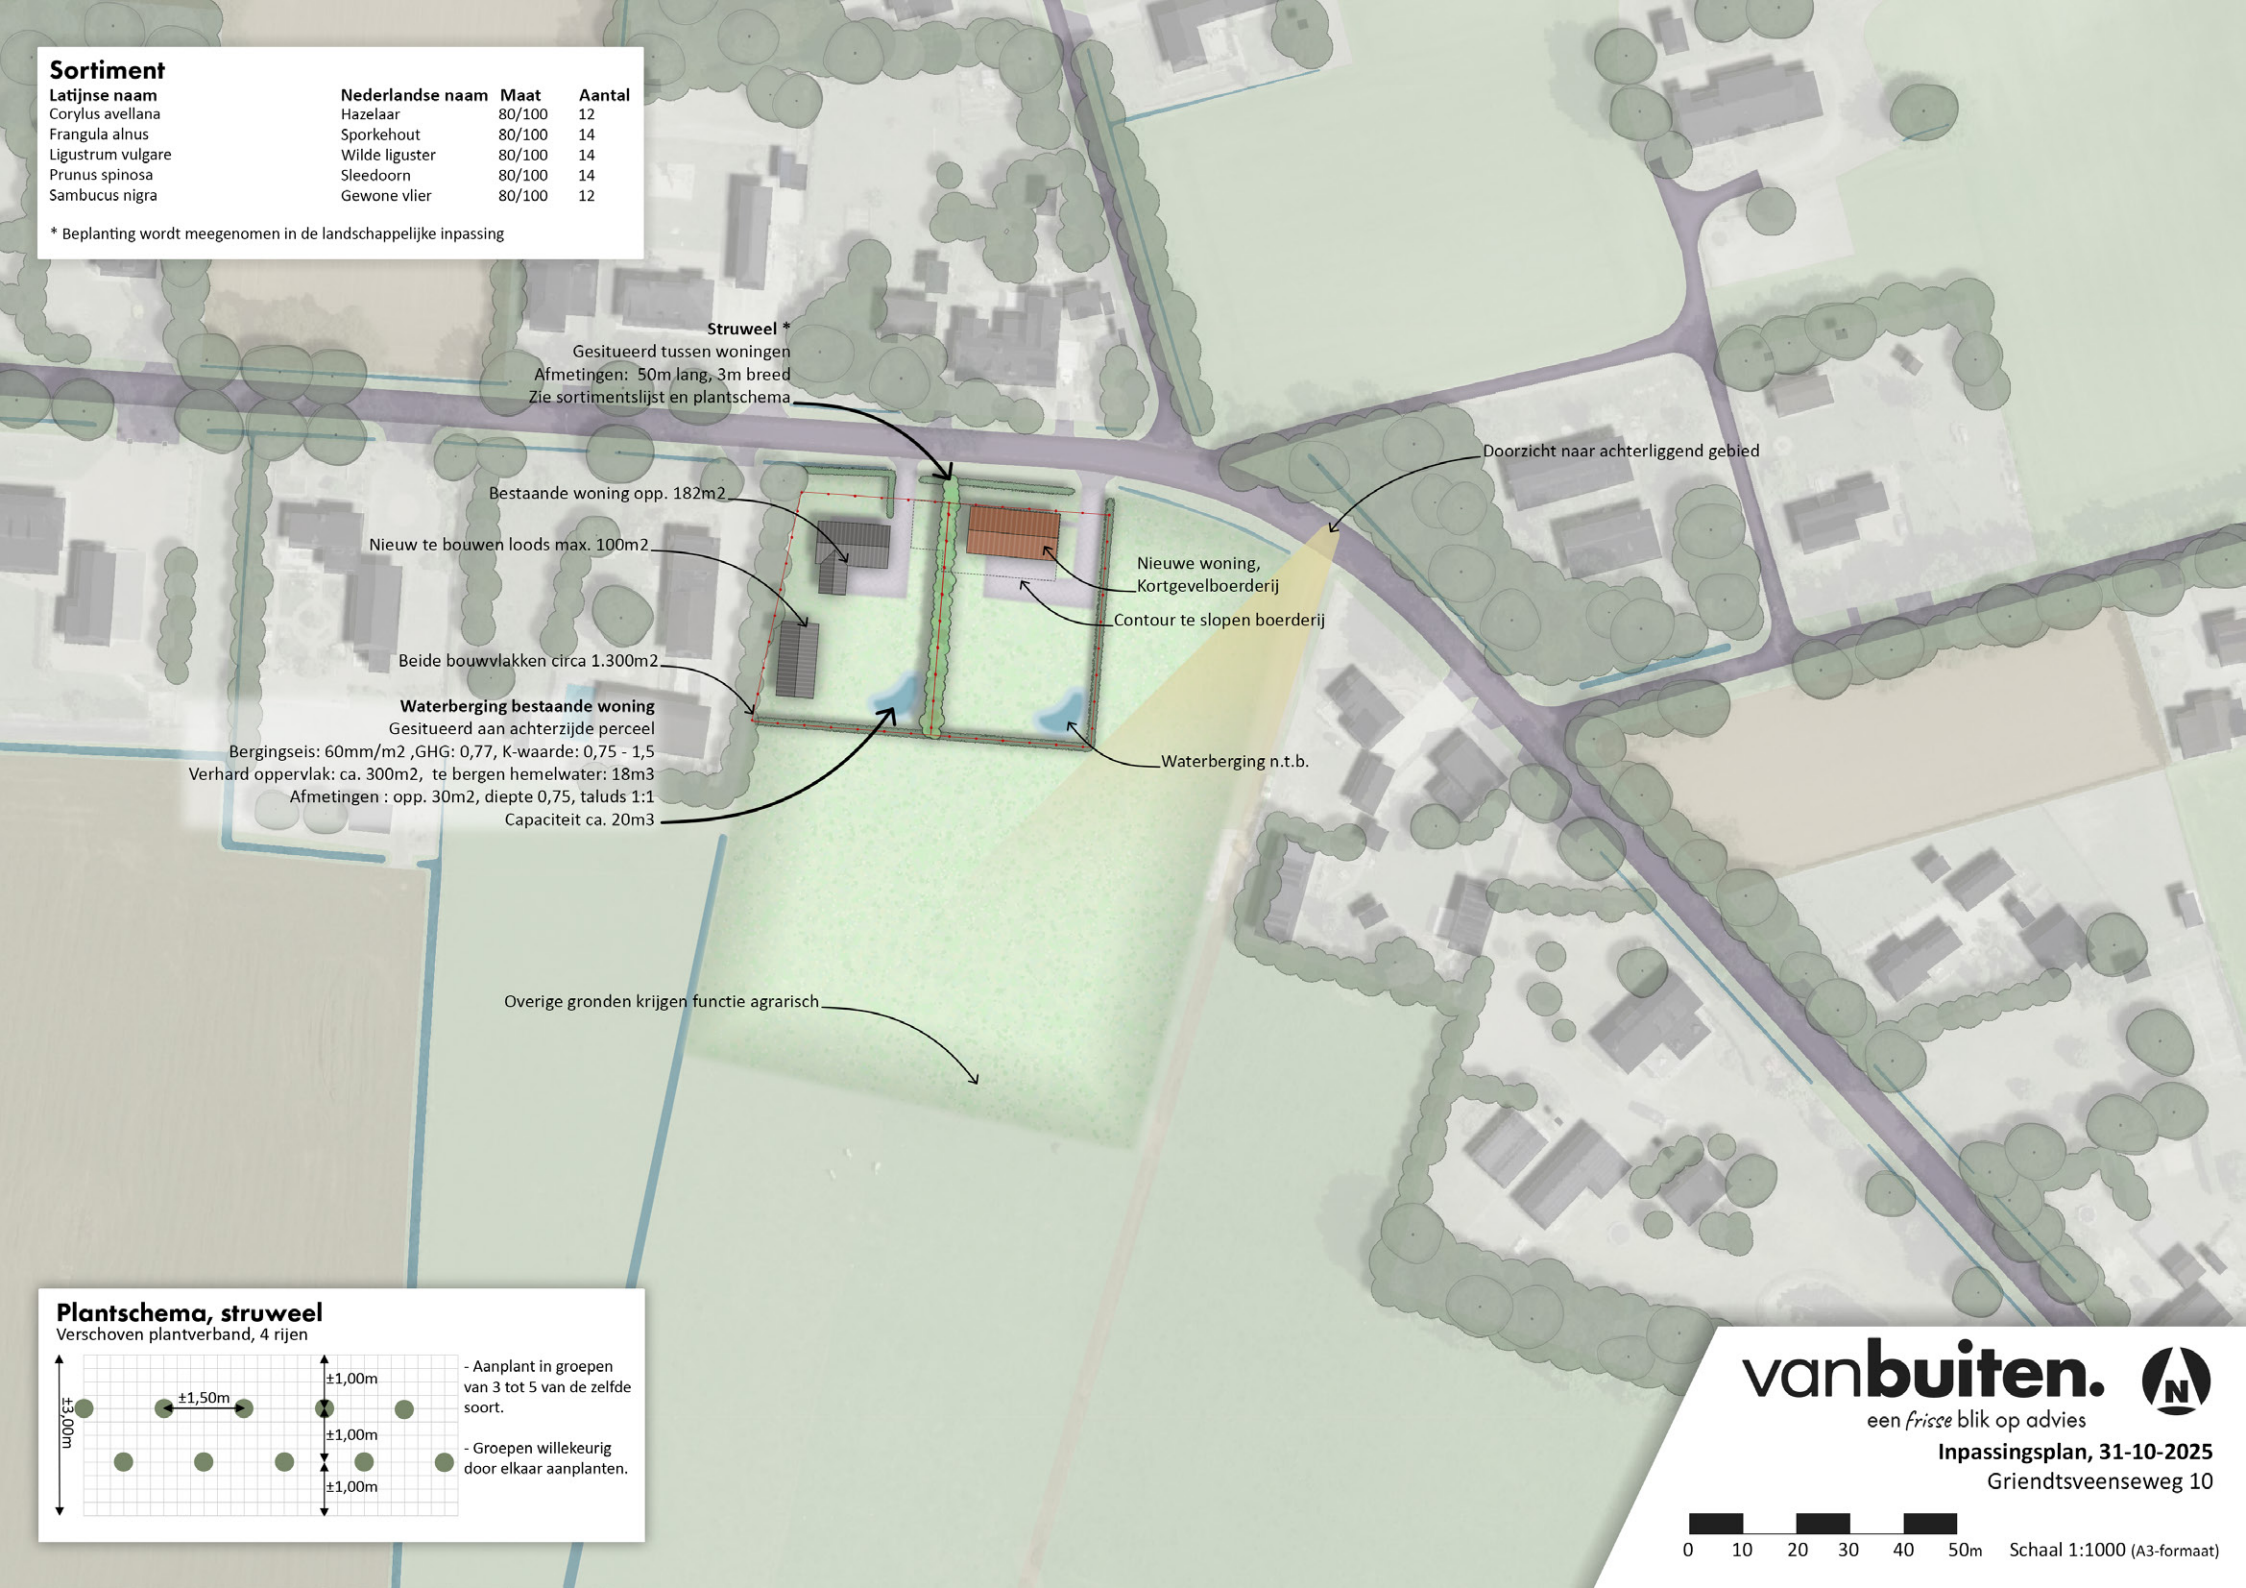 Sortiment
Latijnse naam Nederlandse naam Maat Aantal
Corylus avellana Hazelaar 80/100 12
Frangula alnus Sporkehout 80/100 14
Ligustrum vulgare Wilde liguster 80/100 14
Prunus spinosa Sleedoorn 80/100 14
Sambucus nigra Gewone vlier 80/100 12
* Beplanting wordt meegenomen in de landschappelijke inpassing
Struweel *
Gesitueerd tussen woningen
Afmetingen: 50m lang, 3m breed
Zie sortimentslijst en plantschema
Doorzicht naar achterliggend gebied
Bestaande woning opp. 182m2
Nieuw te bouwen loods max. 100m2
Nieuwe woning,
Kortgevelboerderij
Contour te slopen boerderij
Beide bouwvlakken circa 1.300m2
Waterberging bestaande woning
Gesitueerd aan achterzijde perceel
Bergingseis: 60mm/m2 ,GHG: 0,77, K-waarde: 0,75 - 1,5
Verhard oppervlak: ca. 300m2, te bergen hemelwater: 18m3
Afmetingen : opp. 30m2, diepte 0,75, taluds 1:1
Capaciteit ca. 20m3
Waterberging n.t.b.
Overige gronden krijgen functie agrarisch
Plantschema, struweel
Verschoven plantverband, 4 rijen
±3,00m
±1,50m
±1,00m
±1,00m
±1,00m
- Aanplant in groepen
van 3 tot 5 van de zelfde
soort.
- Groepen willekeurig
door elkaar aanplanten.
vanbuiten.
N
een frisse blik op advies
Inpassingsplan, 31-10-2025
Griendtsveenseweg 10
0 10 20 30 40 50m
Schaal 1:1000 (A3-formaat)